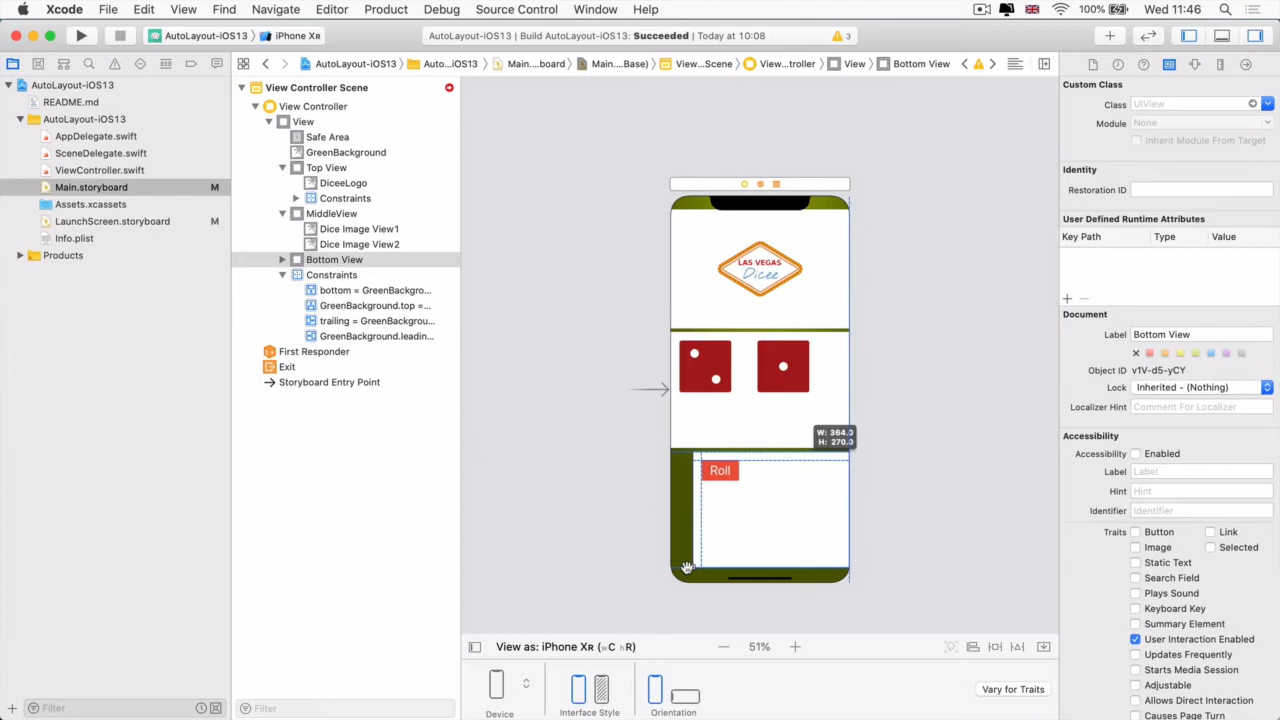 Xcode File Edit View Find Navigate Editor Product Debug Source Control Window Help 100% Wed 11:46
AutoLayout-iOS13 iPhone Xʀ AutoLayout-iOS13 | Build AutoLayout-iOS13: Succeeded | Today at 10:08 3
AutoLayout-iOS13 Auto...iOS13 Main....board Main....Base) View...Scene View...troller View Bottom View
AutoLayout-iOS13
README.md
AutoLayout-iOS13
AppDelegate.swift
SceneDelegate.swift
ViewController.swift
Main.storyboard M
Assets.xcassets
LaunchScreen.storyboard M
Info.plist
Products
Filter
View Controller Scene
View Controller
View
Safe Area
GreenBackground
Top View
DiceeLogo
Constraints
MiddleView
Dice Image View1
Dice Image View2
Bottom View
Constraints
bottom = GreenBackgro...
GreenBackground.top =...
trailing = GreenBackgrou...
GreenBackground.leadin...
First Responder
Exit
Storyboard Entry Point
Filter
LAS VEGAS
Dicee
W: 364.0
H: 270.0
Roll
View as: iPhone Xʀ (wC hR) 51%
Device
Interface Style
Orientation
Vary for Traits
Custom Class
Class UIView
Module None
Inherit Module From Target
Identity
Restoration ID
User Defined Runtime Attributes
Key Path Type Value
Document
Label Bottom View
Object ID v1V-d5-yCY
Lock Inherited - (Nothing)
Localizer Hint Comment For Localizer
Accessibility
Accessibility Enabled
Label Label
Hint Hint
Identifier Identifier
Traits Button Link
Image Selected
Static Text
Search Field
Plays Sound
Keyboard Key
Summary Element
User Interaction Enabled
Updates Frequently
Starts Media Session
Adjustable
Allows Direct Interaction
Causes Page Turn